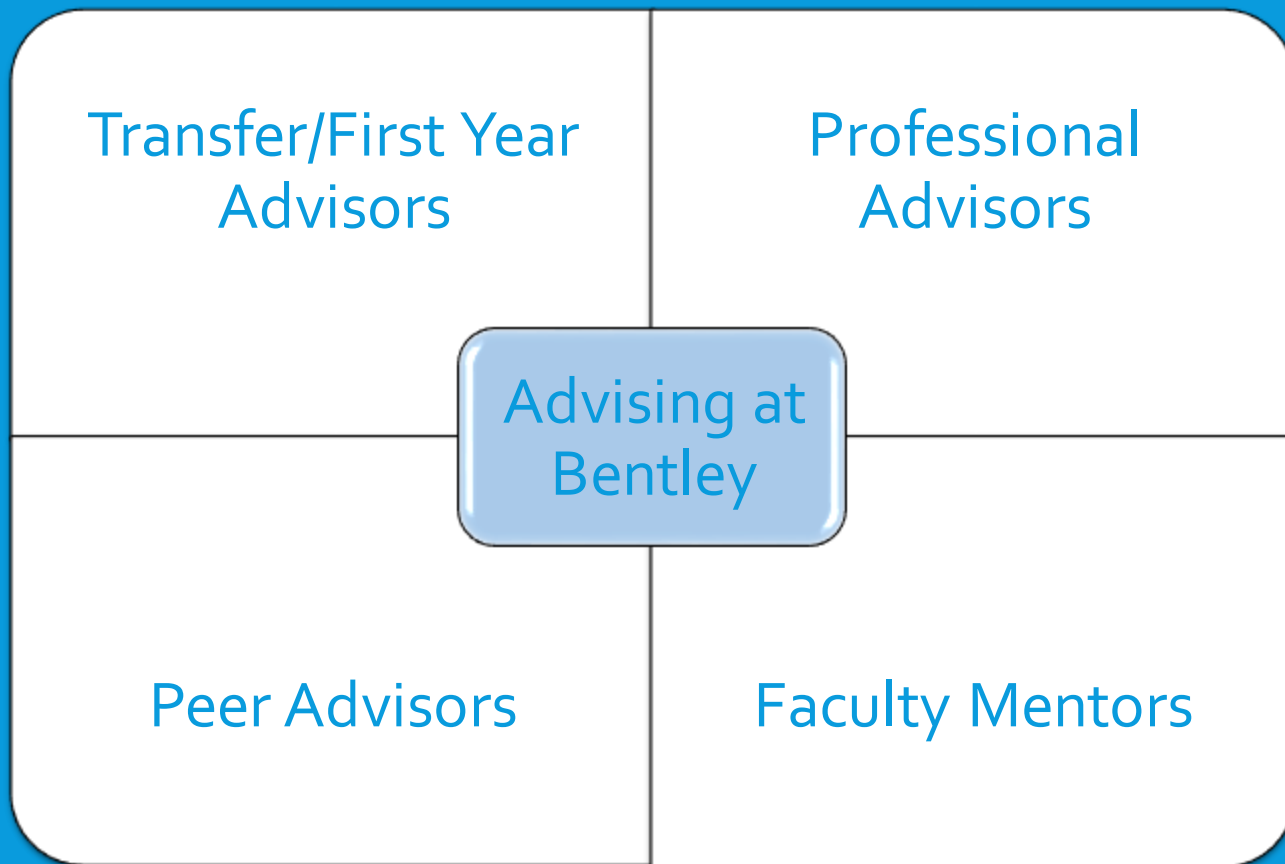 Transfer/First Year
Advisors
Professional
Advisors
Advising at
Bentley
Peer Advisors
Faculty Mentors